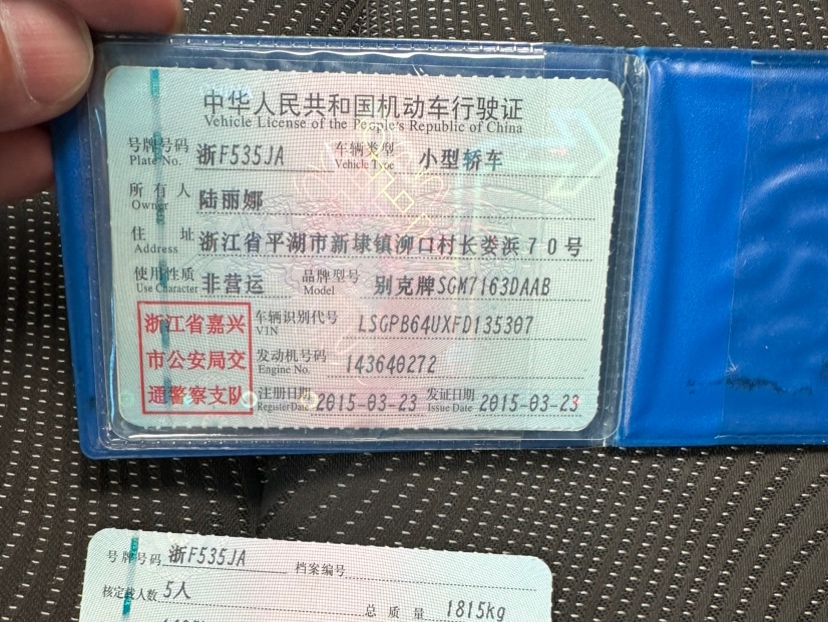 中华人民共和国机动车行驶证
Vehicle License of the People's Republic of China
号牌号码 浙F535JA 车辆类型 小型轿车
Plate No. Vehicle Type
所有人 陆丽娜
Owner
住址 浙江省平湖市新埭镇泖口村长娄浜70号
Address
使用性质 非营运 品牌型号 别克牌SGM7163DAAB
Use Character Model
浙江省嘉兴
市公安局交
通警察支队
车辆识别代号 LSGPB64UXFD135307
VIN
发动机号码 143640272
Engine No.
注册日期 2015-03-23 发证日期 2015-03-23
Register Date Issue Date
号牌号码 浙F535JA 档案编号
核定载人数 5人 总质量 1815kg